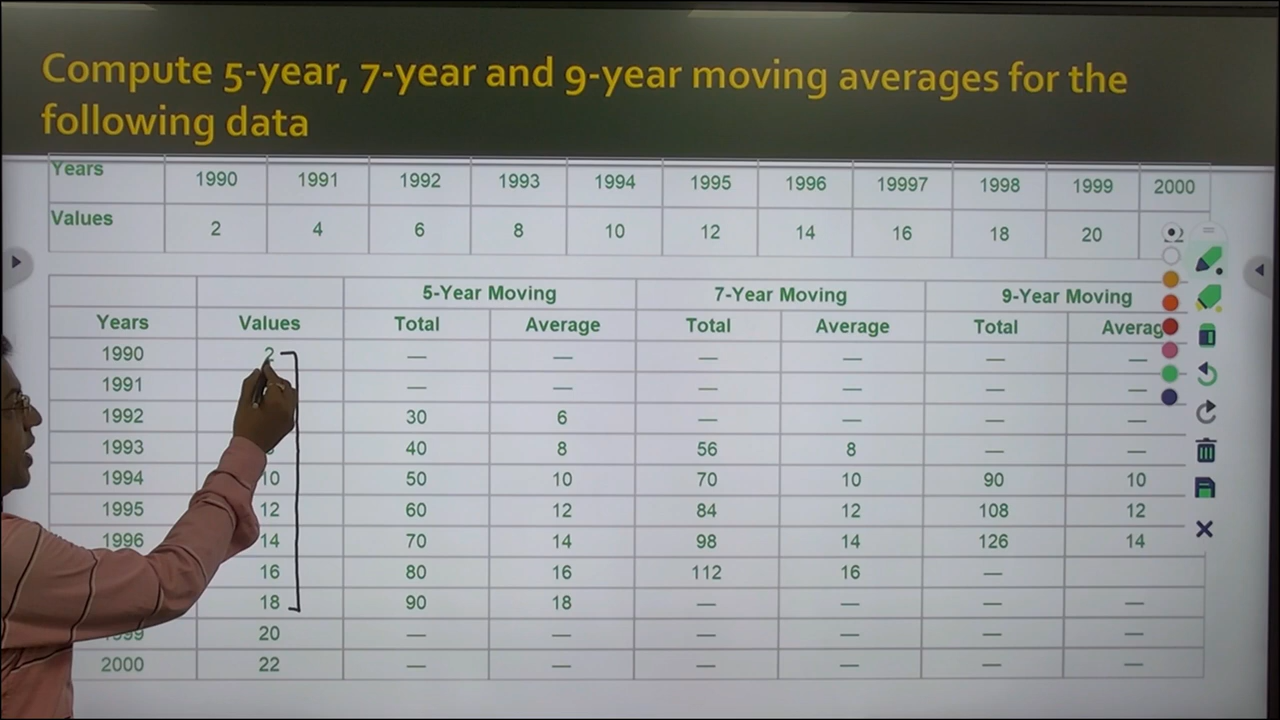 Compute 5-year, 7-year and 9-year moving averages for the
following data
Years 1990 1991 1992 1993 1994 1995 1996 19997 1998 1999 2000
Values 2 4 6 8 10 12 14 16 18 20
5-Year Moving 7-Year Moving 9-Year Moving
Years Values Total Average Total Average Total Averag
1990 2 — — — — — —
1991 — — — — — —
1992 30 6 — — — —
1993 40 8 56 8 — —
1994 10 50 10 70 10 90 10
1995 12 60 12 84 12 108 12
1996 14 70 14 98 14 126 14
16 80 16 112 16 —
18 90 18 — — — —
1999 20 — — — — — —
2000 22 — — — — — —